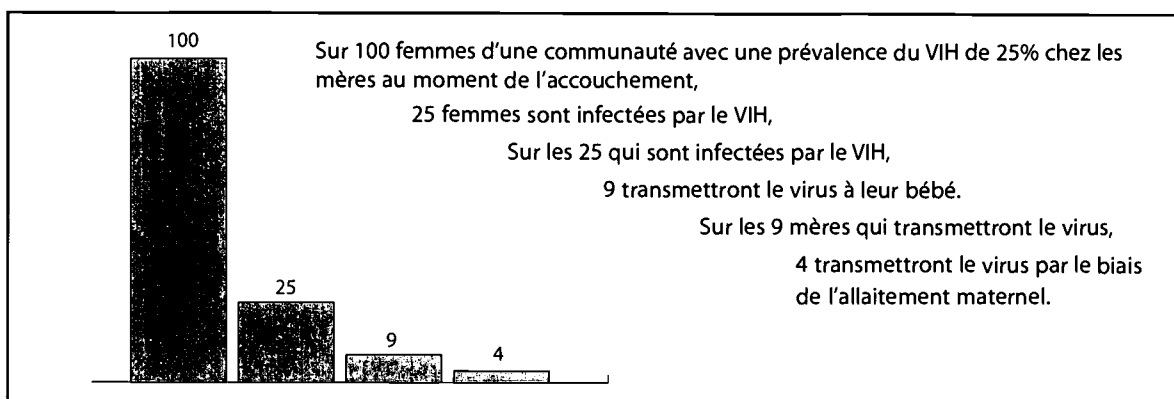 100
Sur 100 femmes d'une communauté avec une prévalence du VIH de 25% chez les
mères au moment de l'accouchement,
25 femmes sont infectées par le VIH,
Sur les 25 qui sont infectées par le VIH,
9 transmettront le virus à leur bébé.
Sur les 9 mères qui transmettront le virus,
4 transmettront le virus par le biais
de l'allaitement maternel.
25
9
4